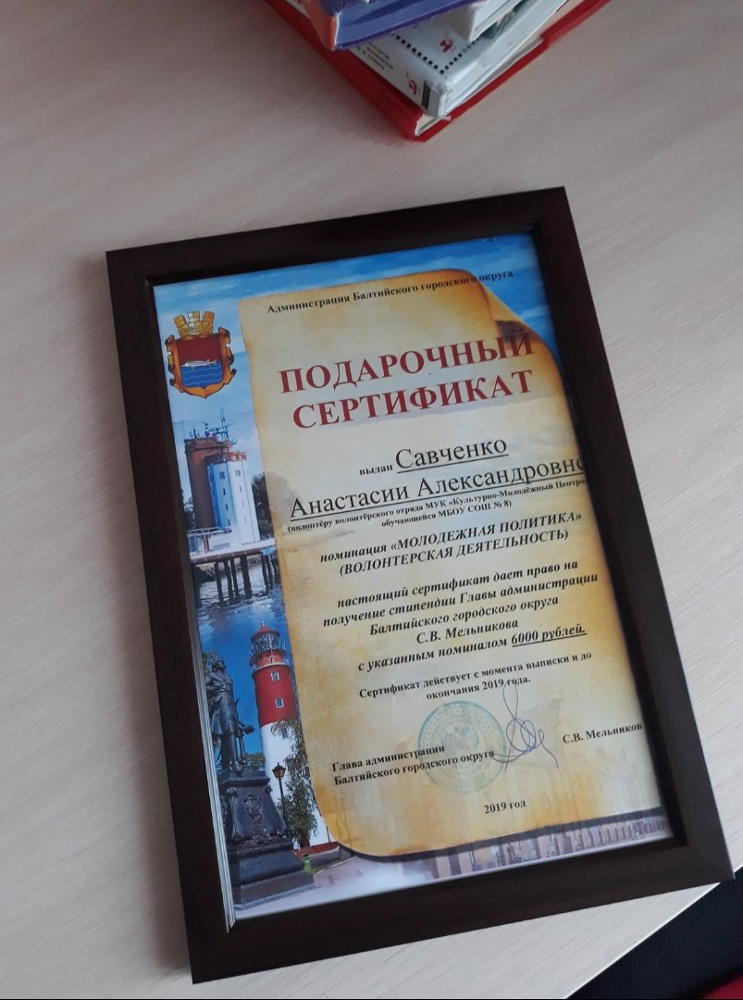 Администрация Балтийского городского округа
ПОДАРОЧНЫЙ
СЕРТИФИКАТ
выдан Савченко
Анастасии Александровне
(волонтёру волонтёрского отряда МУК «Культурно-Молодёжный Центр»
обучающейся МБОУ СОШ № 8)
номинация «МОЛОДЕЖНАЯ ПОЛИТИКА»
(ВОЛОНТЕРСКАЯ ДЕЯТЕЛЬНОСТЬ)
настоящий сертификат дает право на
получение стипендии Главы администрации
Балтийского городского округа
С.В. Мельникова
с указанным номиналом 6000 рублей.
Сертификат действует с момента выписки и до
окончания 2019 года.
Глава администрации
Балтийского городского округа
С.В. Мельников
2019 год